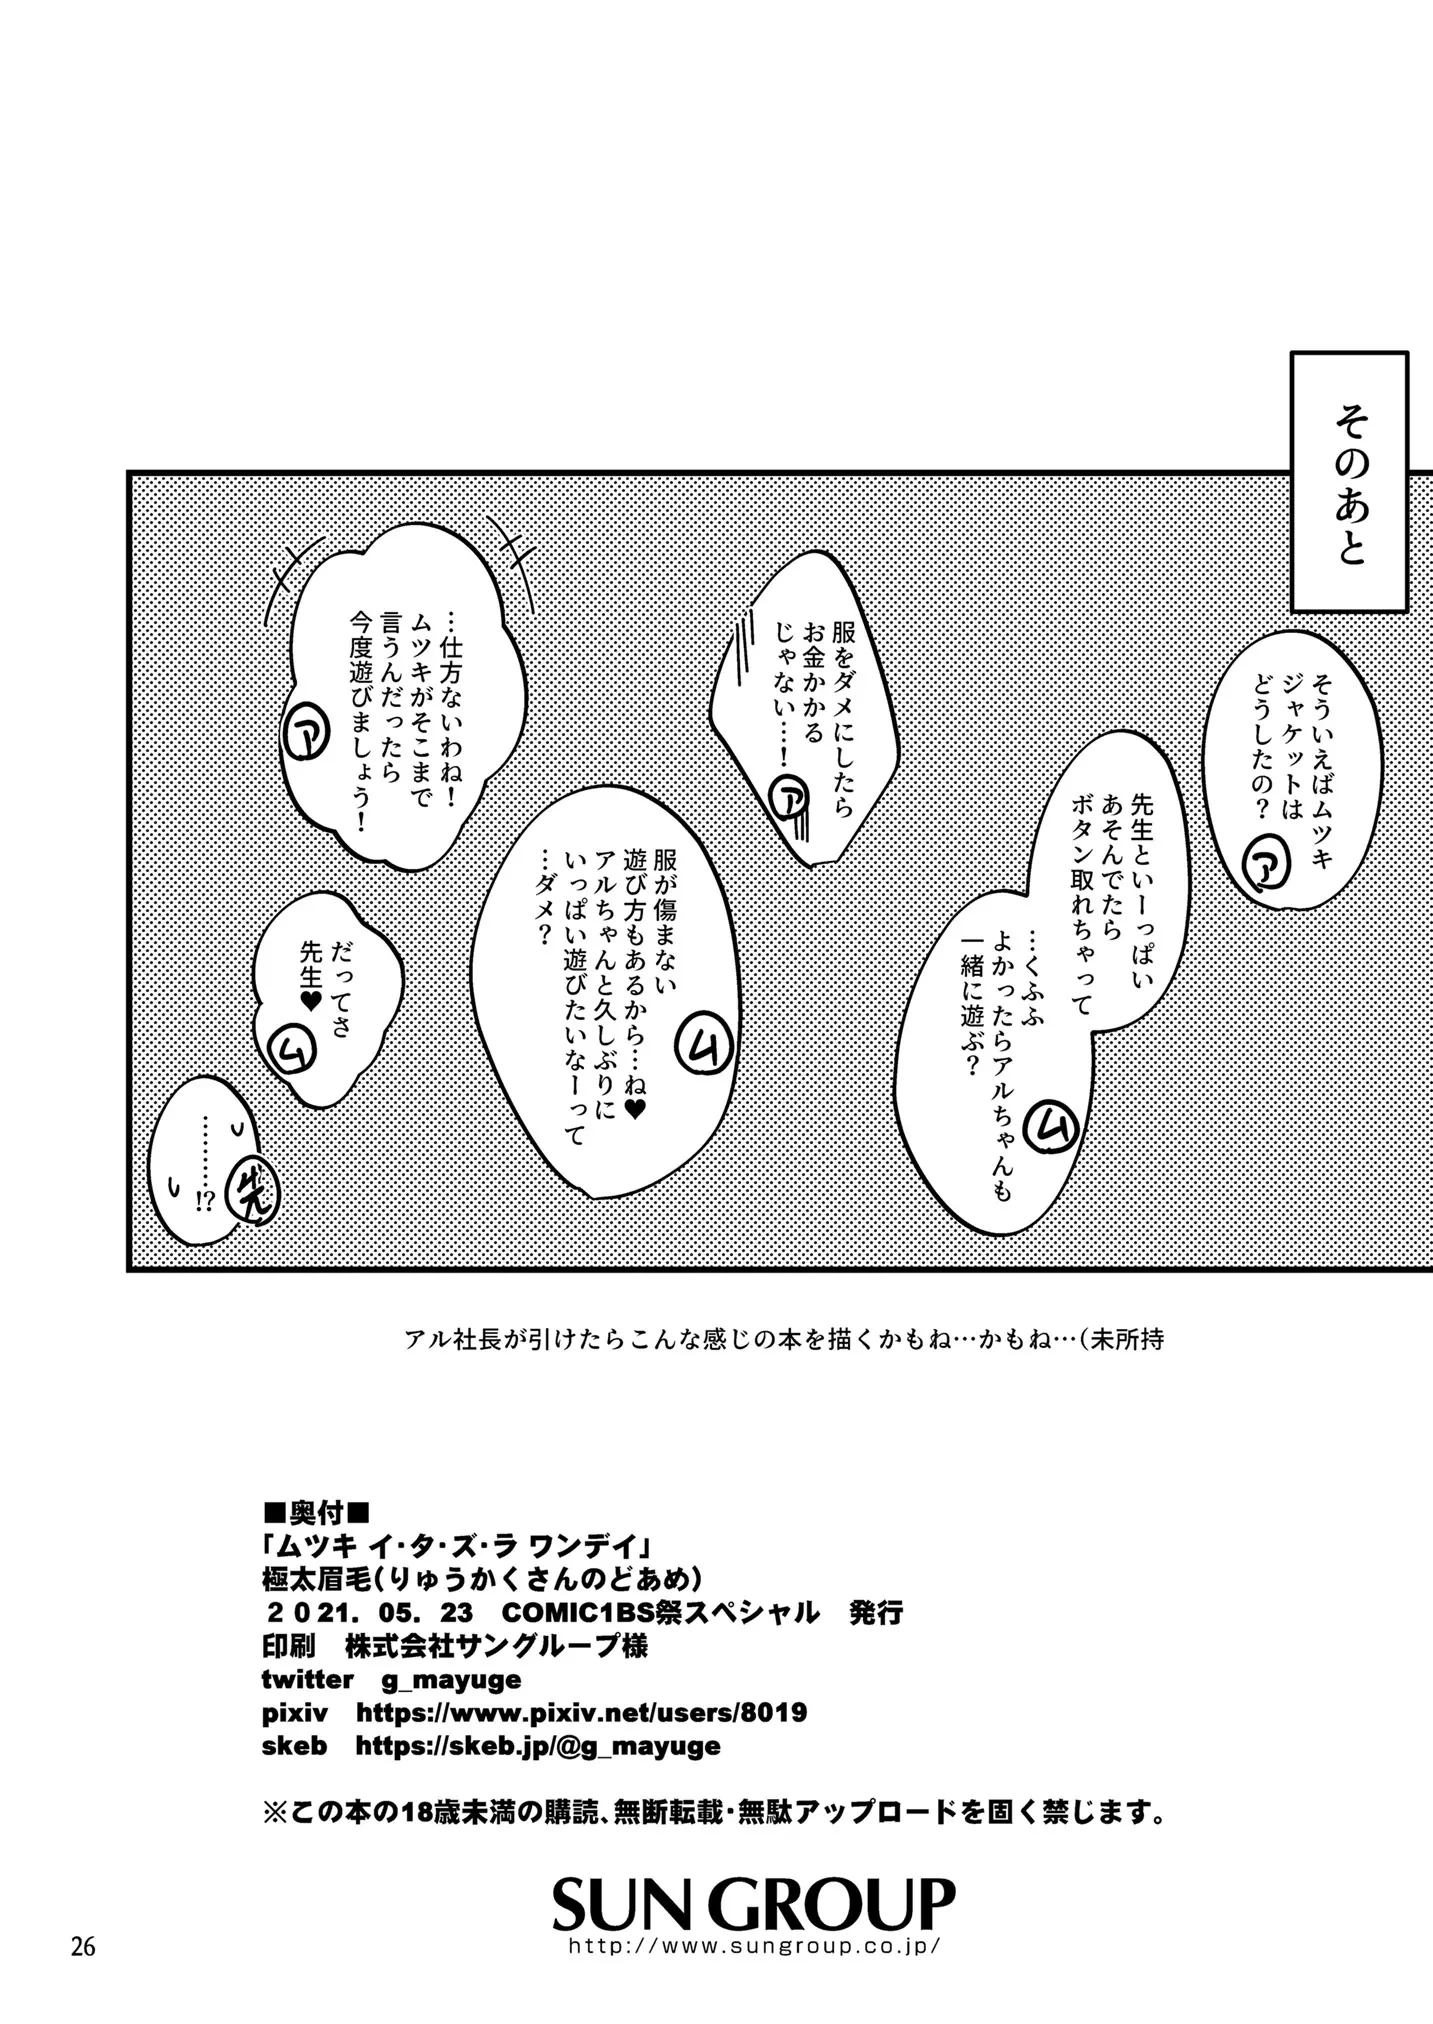 そのあと
そういえばムツキ
ジャケットは
どうしたの?
ア
先生といーっぱい
あそんでたら
ボタン取れちゃって
…くふふ
よかったらアルちゃんも
一緒に遊ぶ?
ム
服をダメにしたら
お金かかる
じゃない…!
ア
服が傷まない
遊び方もあるから…ね♥
アルちゃんと久しぶりに
いっぱい遊びたいなーって
…ダメ?
ム
…仕方ないわね!
ムツキがそこまで
言うんだったら
今度遊びましょう!
ア
だってさ
先生♥
ム
………!?
先
アル社長が引けたらこんな感じの本を描くかもね…かもね…(未所持
■奥付■
「ムツキ イ・タ・ズ・ラ ワンデイ」
極太眉毛(りゅうかくさんのどあめ)
2021. 05. 23　COMIC1BS祭スペシャル　発行
印刷　株式会社サングループ様
twitter　g_mayuge
pixiv　https://www.pixiv.net/users/8019
skeb　https://skeb.jp/@g_mayuge
※この本の18歳未満の購読、無断転載・無駄アップロードを固く禁じます。
SUN GROUP
http://www.sungroup.co.jp/
26